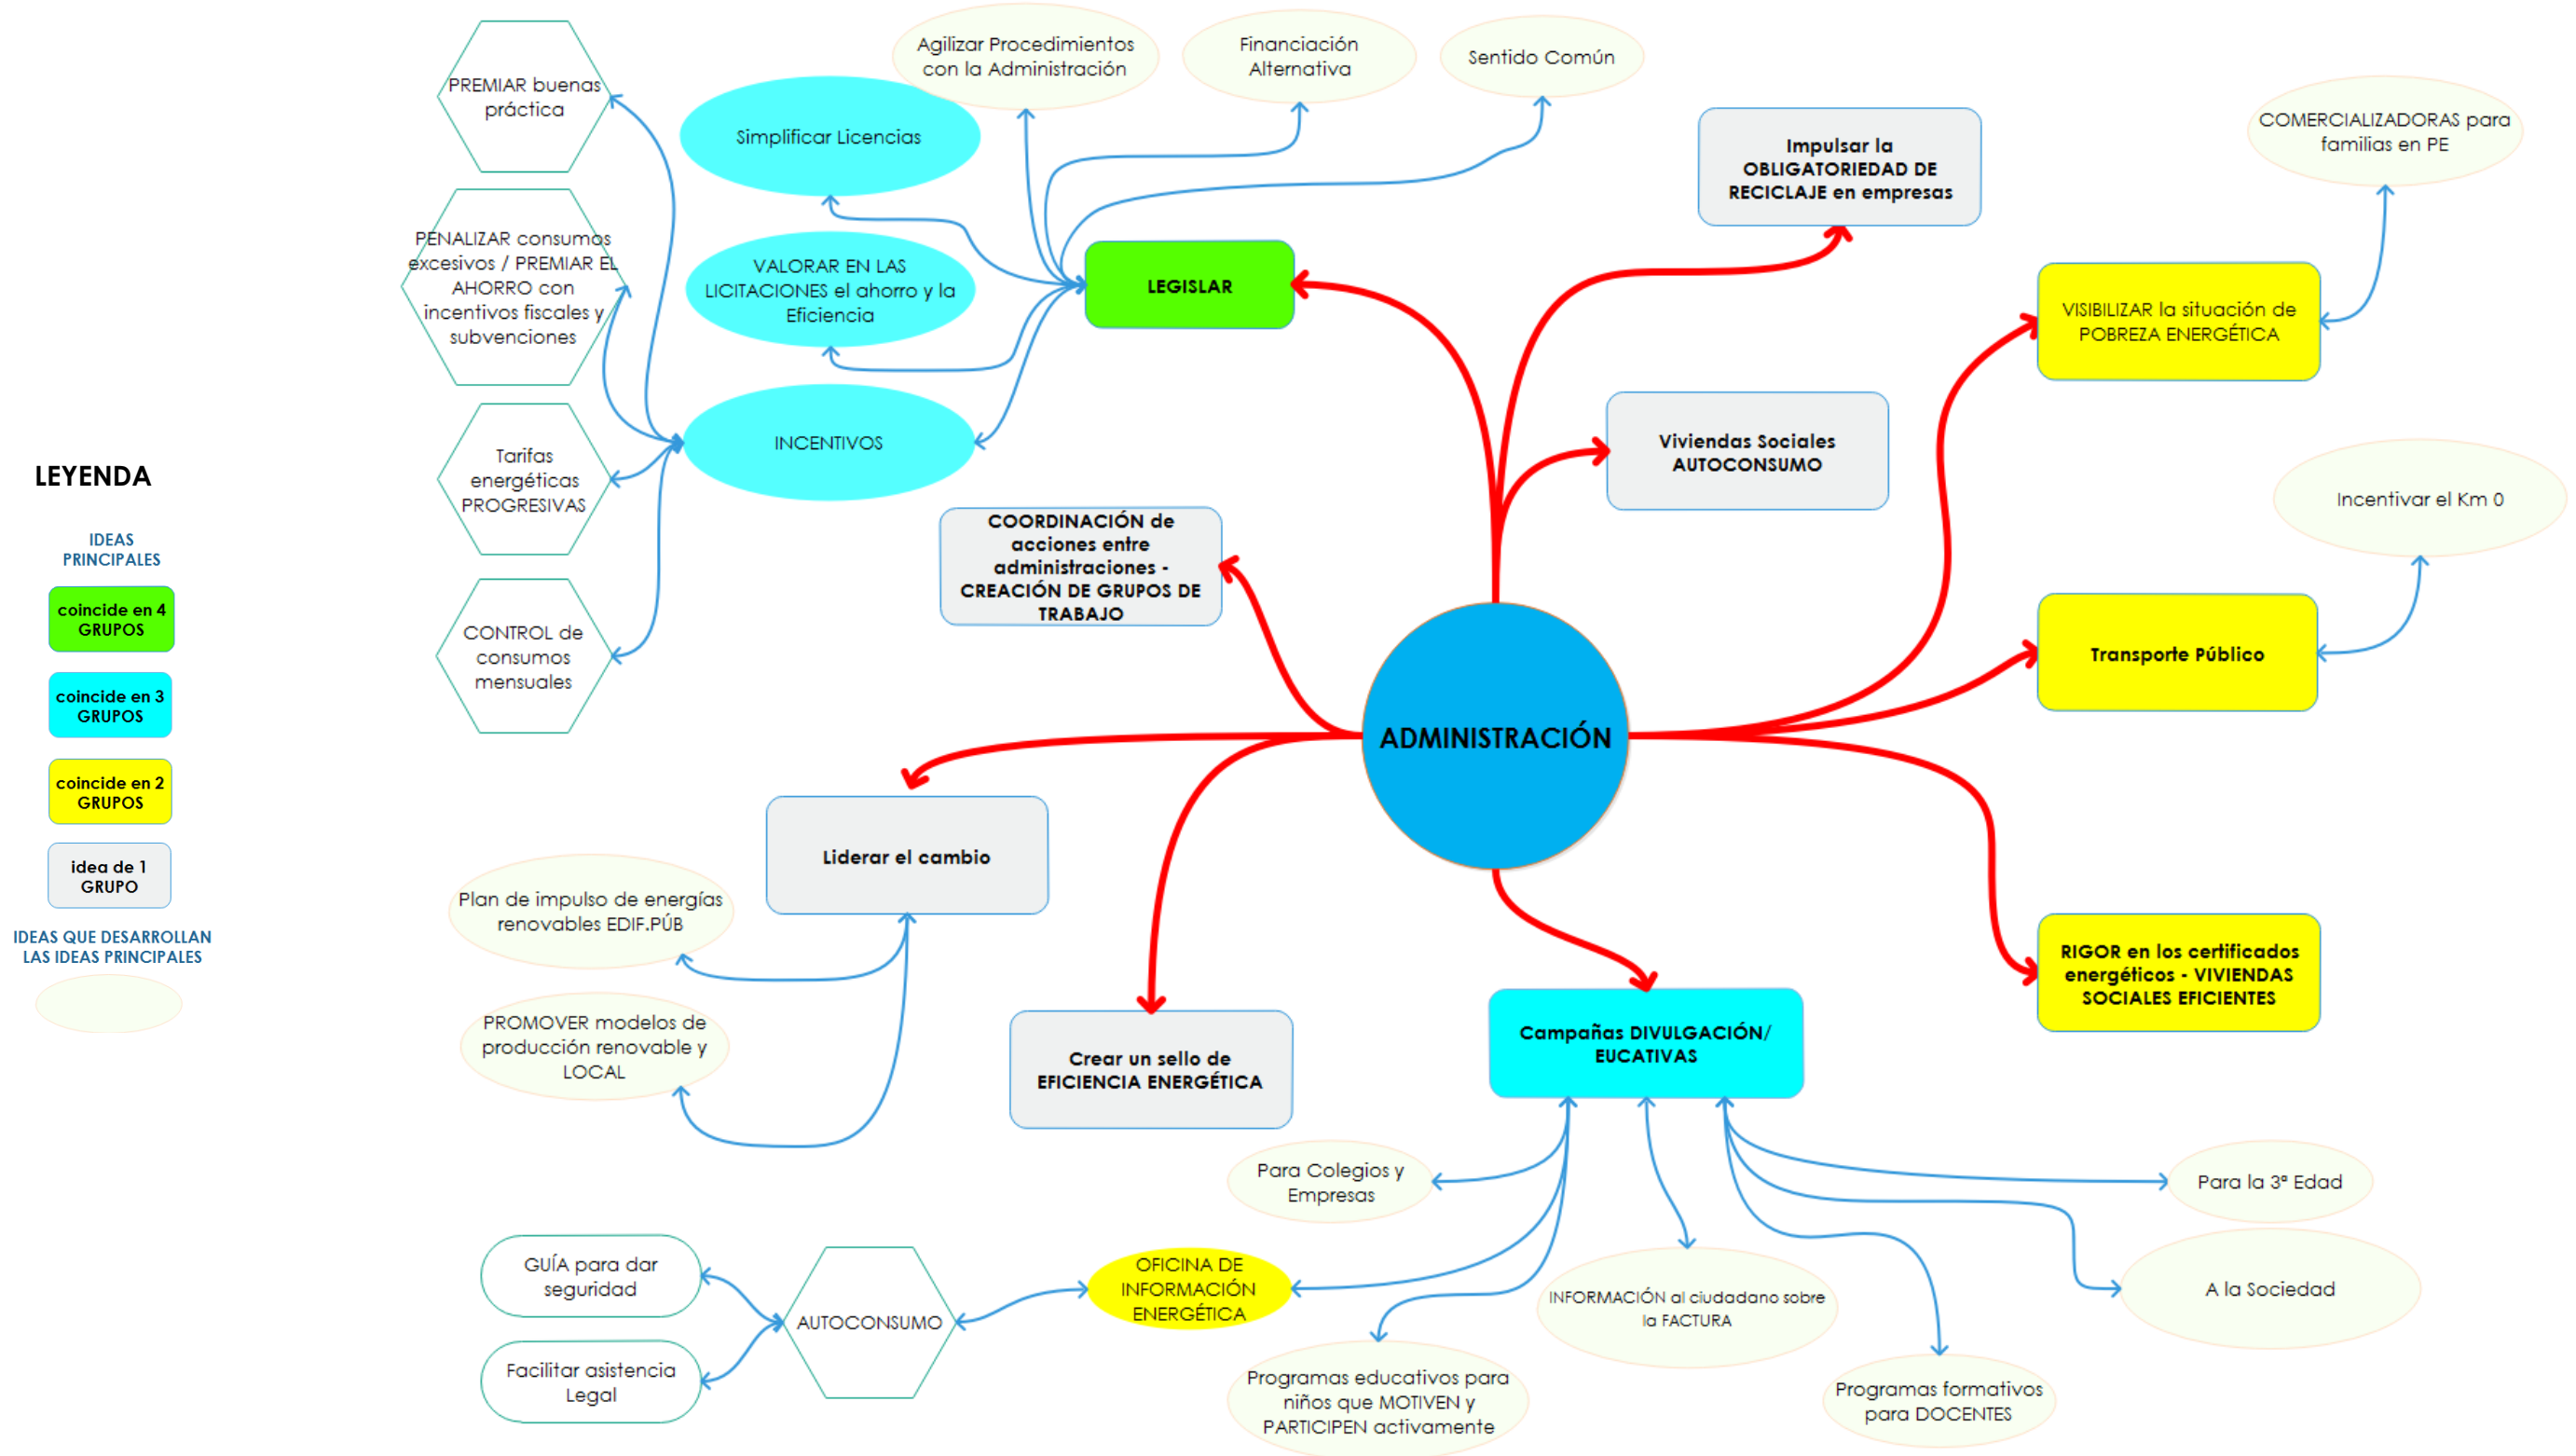 PREMIAR buenas
práctica
PENALIZAR consumos
excesivos / PREMIAR EL
AHORRO con
incentivos fiscales y
subvenciones
Tarifas
energéticas
PROGRESIVAS
CONTROL de
consumos
mensuales
Simplificar Licencias
VALORAR EN LAS
LICITACIONES el ahorro y la
Eficiencia
INCENTIVOS
Agilizar Procedimientos
con la Administración
Financiación
Alternativa
Sentido Común
LEGISLAR
Impulsar la
OBLIGATORIEDAD DE
RECICLAJE en empresas
Viviendas Sociales
AUTOCONSUMO
COORDINACIÓN de
acciones entre
administraciones -
CREACIÓN DE GRUPOS DE
TRABAJO
COMERCIALIZADORAS para
familias en PE
VISIBILIZAR la situación de
POBREZA ENERGÉTICA
Incentivar el Km 0
Transporte Público
ADMINISTRACIÓN
LEYENDA
IDEAS
PRINCIPALES
coincide en 4
GRUPOS
coincide en 3
GRUPOS
coincide en 2
GRUPOS
idea de 1
GRUPO
IDEAS QUE DESARROLLAN
LAS IDEAS PRINCIPALES
Liderar el cambio
Plan de impulso de energías
renovables EDIF.PÚB
PROMOVER modelos de
producción renovable y
LOCAL
Crear un sello de
EFICIENCIA ENERGÉTICA
RIGOR en los certificados
energéticos - VIVIENDAS
SOCIALES EFICIENTES
Campañas DIVULGACIÓN/
EUCATIVAS
Para Colegios y
Empresas
OFICINA DE
INFORMACIÓN
ENERGÉTICA
AUTOCONSUMO
GUÍA para dar
seguridad
Facilitar asistencia
Legal
Programas educativos para
niños que MOTIVEN y
PARTICIPEN activamente
INFORMACIÓN al ciudadano sobre
la FACTURA
Programas formativos
para DOCENTES
Para la 3ª Edad
A la Sociedad